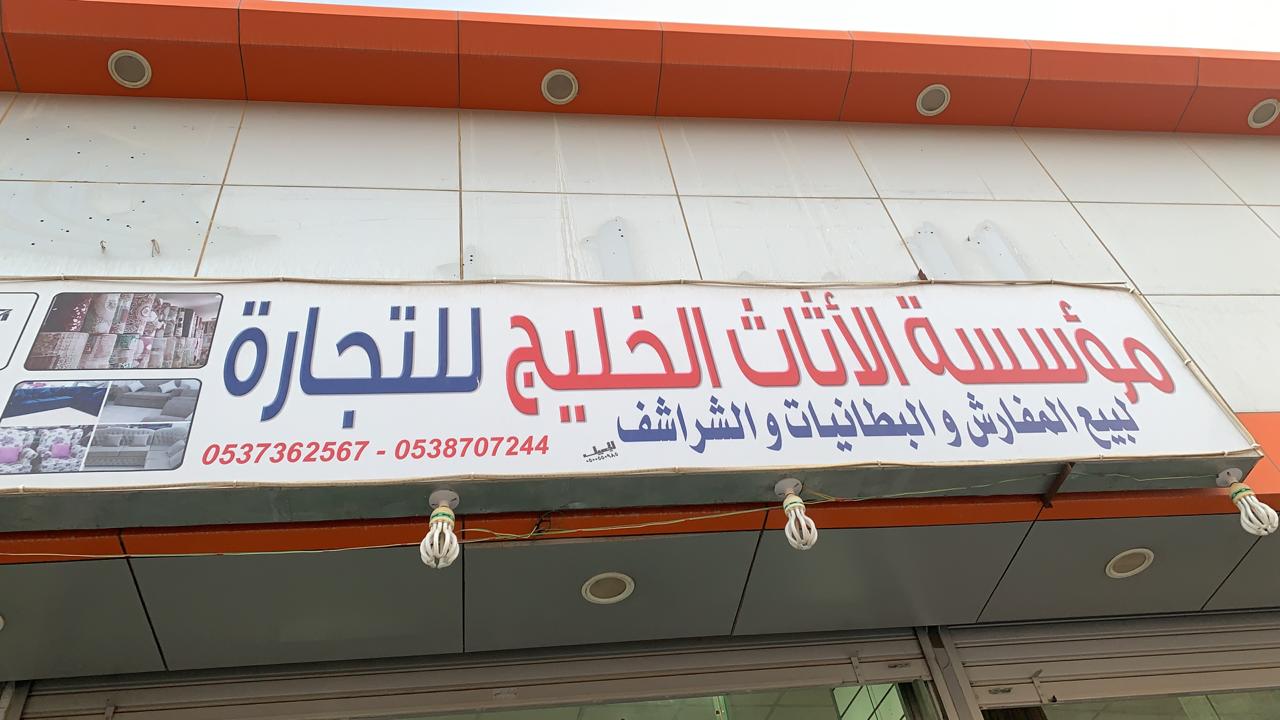 مؤسسة الأثاث الخليج للتجارة
لبيع المفارش و البطانيات و الشراشف
0537362567 - 0538707244